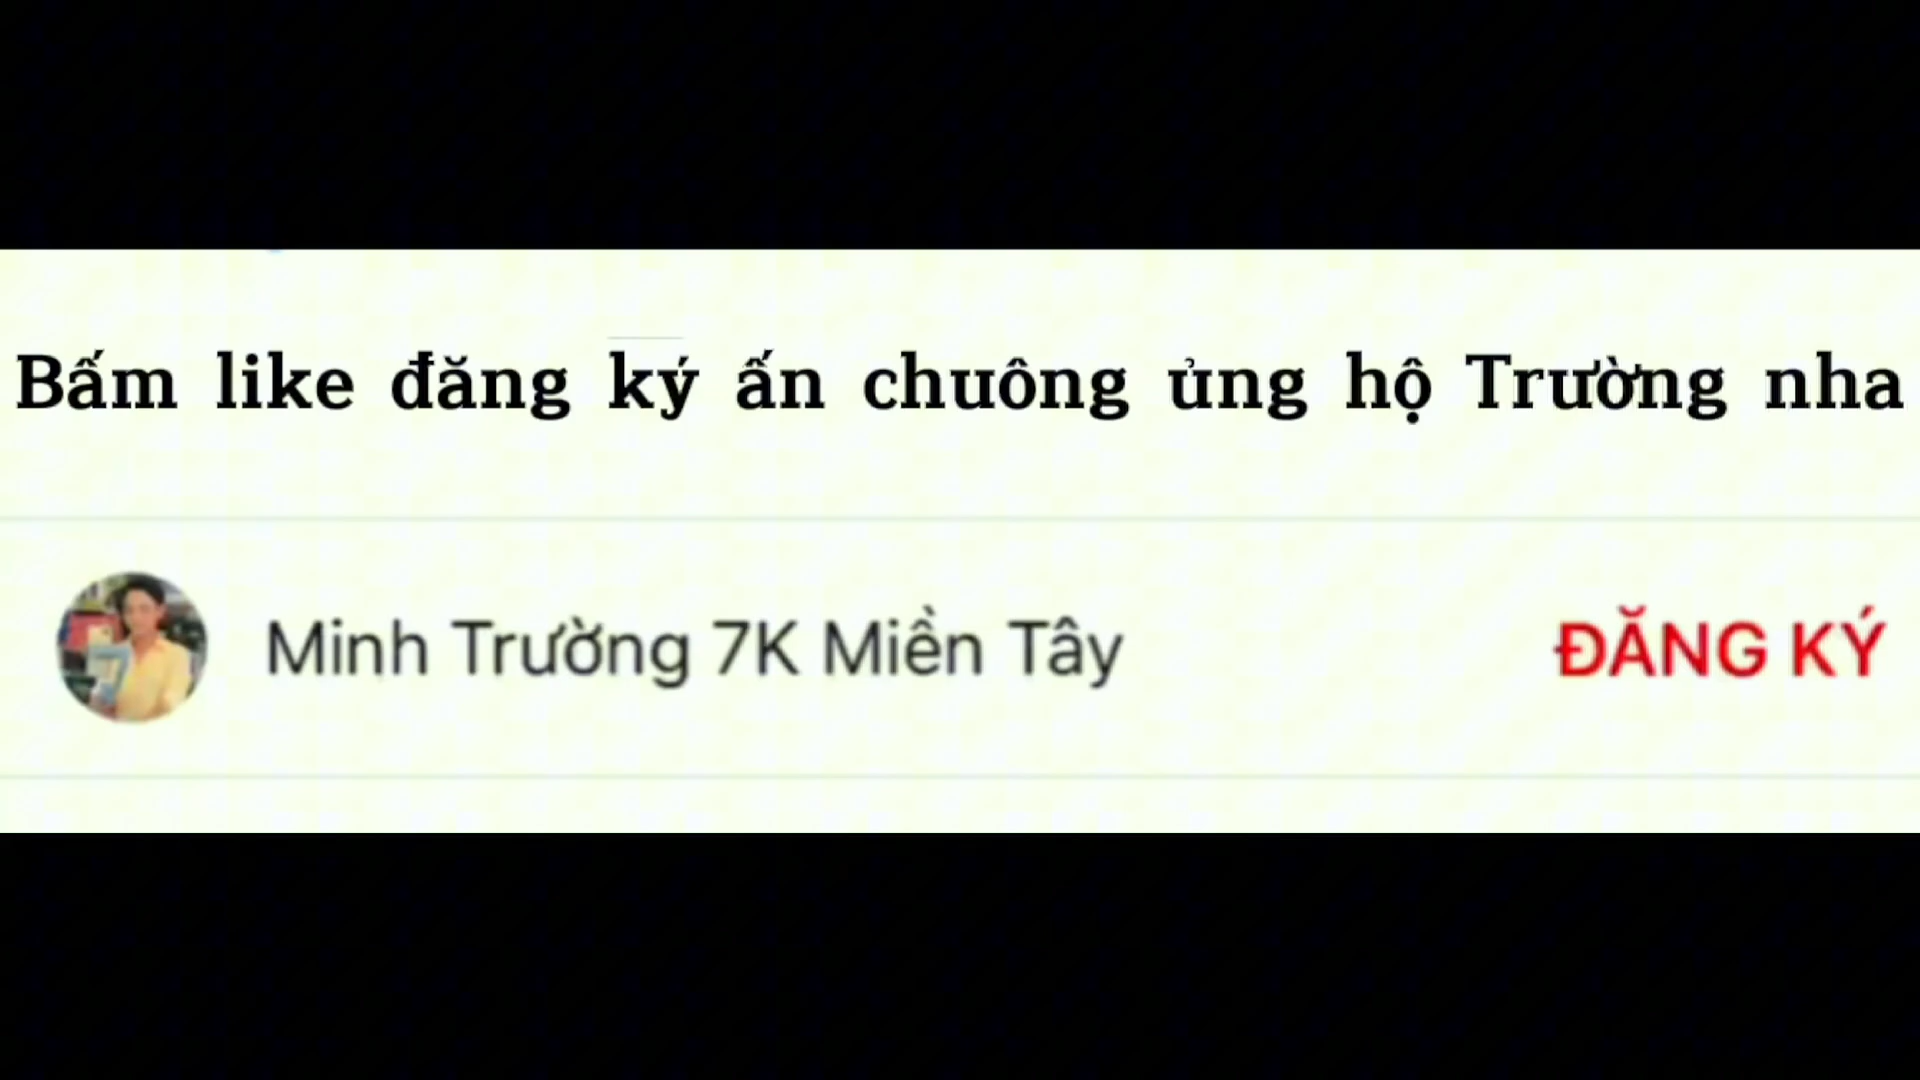 Bấm like đăng ký ấn chuông ủng hộ Trường nha
Minh Trường 7K Miền Tây
ĐĂNG KÝ